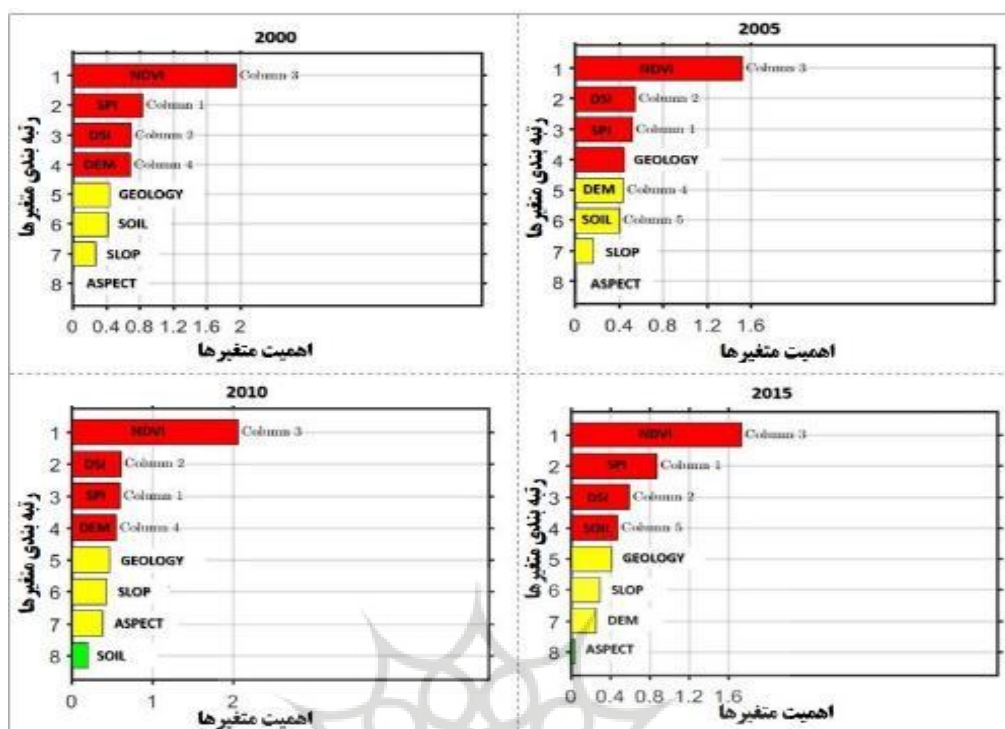 2000
رتبه بندی متغیرها
1 NDVI Column 3
2 SPI Column 1
3 DSI Column 2
4 DEM Column 4
5 GEOLOGY
6 SOIL
7 SLOP
8 ASPECT
0 0.4 0.8 1.2 1.6 2
اهمیت متغیرها
2005
رتبه بندی متغیرها
1 NDVI Column 3
2 DSI Column 2
3 SPI Column 1
4 GEOLOGY
5 DEM Column 4
6 SOIL Column 5
7 SLOP
8 ASPECT
0 0.4 0.8 1.2 1.6
اهمیت متغیرها
2010
رتبه بندی متغیرها
1 NDVI Column 3
2 DSI Column 2
3 SPI Column 1
4 DEM Column 4
5 GEOLOGY
6 SLOP
7 ASPECT
8 SOIL
0 1 2
اهمیت متغیرها
2015
رتبه بندی متغیرها
1 NDVI Column 3
2 SPI Column 1
3 DSI Column 2
4 SOIL Column 5
5 GEOLOGY
6 SLOP
7 DEM
8 ASPECT
0 0.4 0.8 1.2 1.6
اهمیت متغیرها